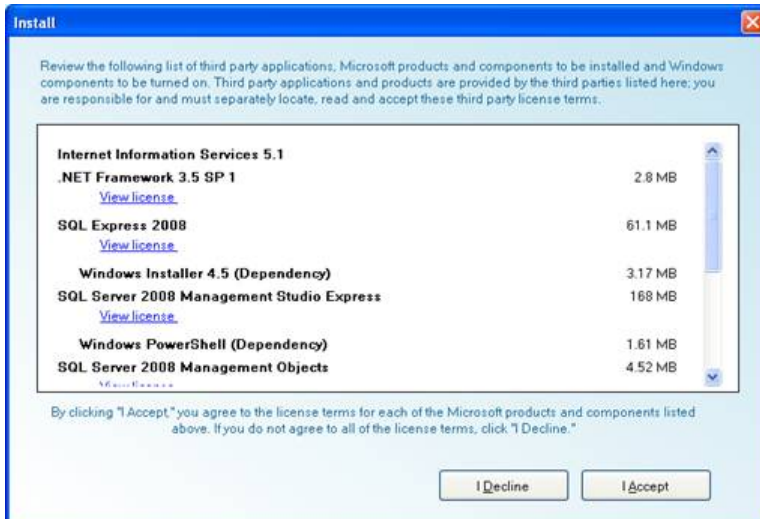 Install
Review the following list of third party applications, Microsoft products and components to be installed and Windows
components to be turned on. Third party applications and products are provided by the third parties listed here; you
are responsible for and must separately locate, read and accept these third party license terms.
Internet Information Services 5.1
.NET Framework 3.5 SP 1 2.8 MB
View license
SQL Express 2008 61.1 MB
View license
Windows Installer 4.5 (Dependency) 3.17 MB
SQL Server 2008 Management Studio Express 168 MB
View license
Windows PowerShell (Dependency) 1.61 MB
SQL Server 2008 Management Objects 4.52 MB
View license
By clicking "I Accept," you agree to the license terms for each of the Microsoft products and components listed
above. If you do not agree to all of the license terms, click "I Decline."
I Decline I Accept